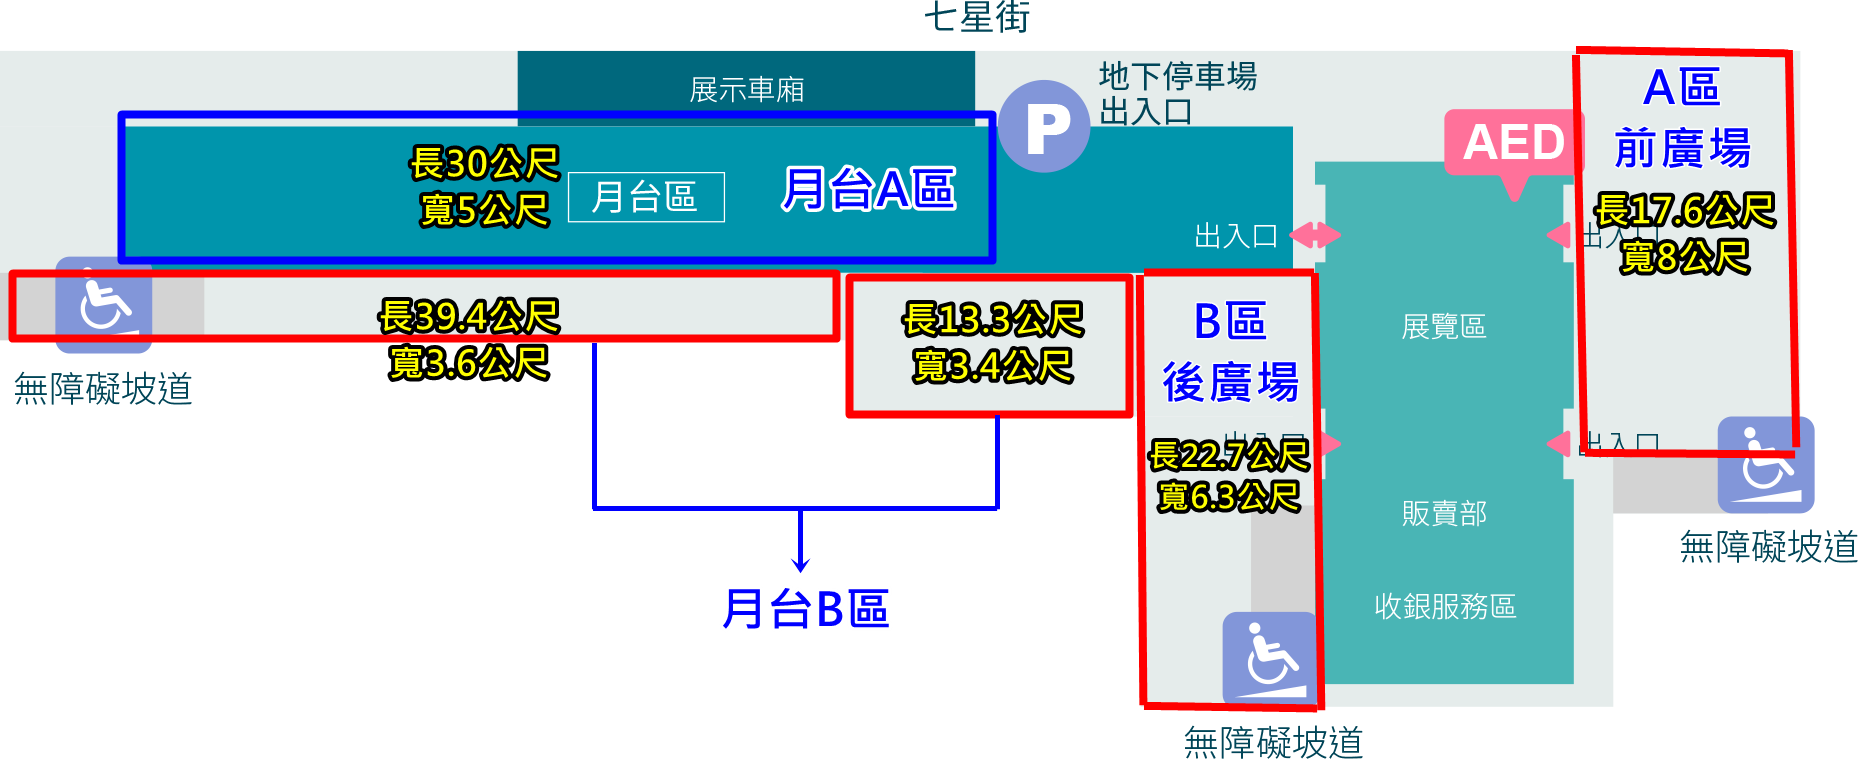 七星街
展示車廂
P
地下停車場
出入口
AED
A區
前廣場
長17.6公尺
寬8公尺
長30公尺
寬5公尺
月台區
月台A區
出入口
出入口
長39.4公尺
寬3.6公尺
長13.3公尺
寬3.4公尺
B區
後廣場
展覽區
無障礙坡道
出入口
長22.7公尺
寬6.3公尺
出入口
販賣部
無障礙坡道
收銀服務區
月台B區
無障礙坡道